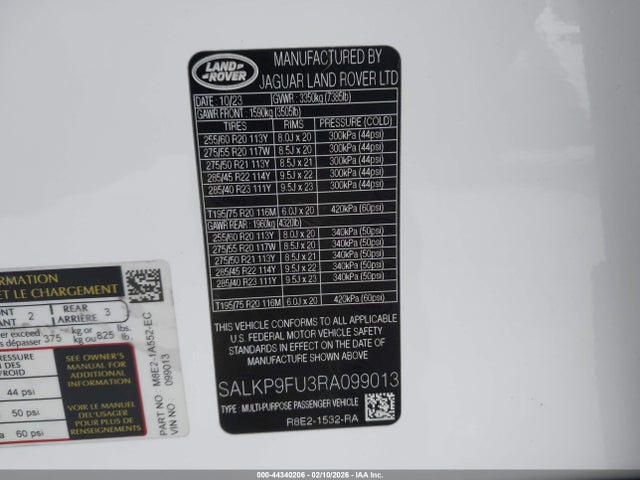 LAND
ROVER
MANUFACTURED BY
JAGUAR LAND ROVER LTD
DATE : 10/23 GVWR : 3350kg (7385lb)
GAWR FRONT : 1590kg (3505lb)
TIRES RIMS PRESSURE (COLD)
255/60 R20 113Y 8.0J x 20 300kPa (44psi)
275/55 R20 117W 8.5J x 20 300kPa (44psi)
275/50 R21 113Y 8.5J x 21 300kPa (44psi)
285/45 R22 114Y 9.5J x 22 300kPa (44psi)
285/40 R23 111Y 9.5J x 23 300kPa (44psi)
T195/75 R20 116M 6.0J x 20 420kPa (60psi)
GAWR REAR : 1960kg (4320lb)
255/60 R20 113Y 8.0J x 20 340kPa (50psi)
275/55 R20 117W 8.5J x 20 340kPa (50psi)
275/50 R21 113Y 8.5J x 21 340kPa (50psi)
285/45 R22 114Y 9.5J x 22 340kPa (50psi)
285/40 R23 111Y 9.5J x 23 340kPa (50psi)
T195/75 R20 116M 6.0J x 20 420kPa (60psi)
THIS VEHICLE CONFORMS TO ALL APPLICABLE
U.S. FEDERAL MOTOR VEHICLE SAFETY
STANDARDS IN EFFECT ON THE DATE OF
MANUFACTURE SHOWN ABOVE.
SALKP9FU3RA099013
TYPE : MULTI-PURPOSE PASSENGER VEHICLE
R8E2-1532-RA
ET LE CHARGEMENT
2 REAR 3
ARRIÈRE
exceed 375 kg or 825 lbs.
dépasser kg ou lb.
SEE OWNER'S
MANUAL FOR
ADDITIONAL
INFORMATION
VOIR LE MANUEL
DE L'USAGER
POUR PLUS DE
RENSEIGNEMENTS
44 psi
50 psi
60 psi
PART NO M8E2-1A552-EC
VIN NO 099013
000-44340206 - 02/10/2026 - IAA